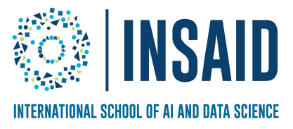 INSAID
INTERNATIONAL SCHOOL OF AI AND DATA SCIENCE